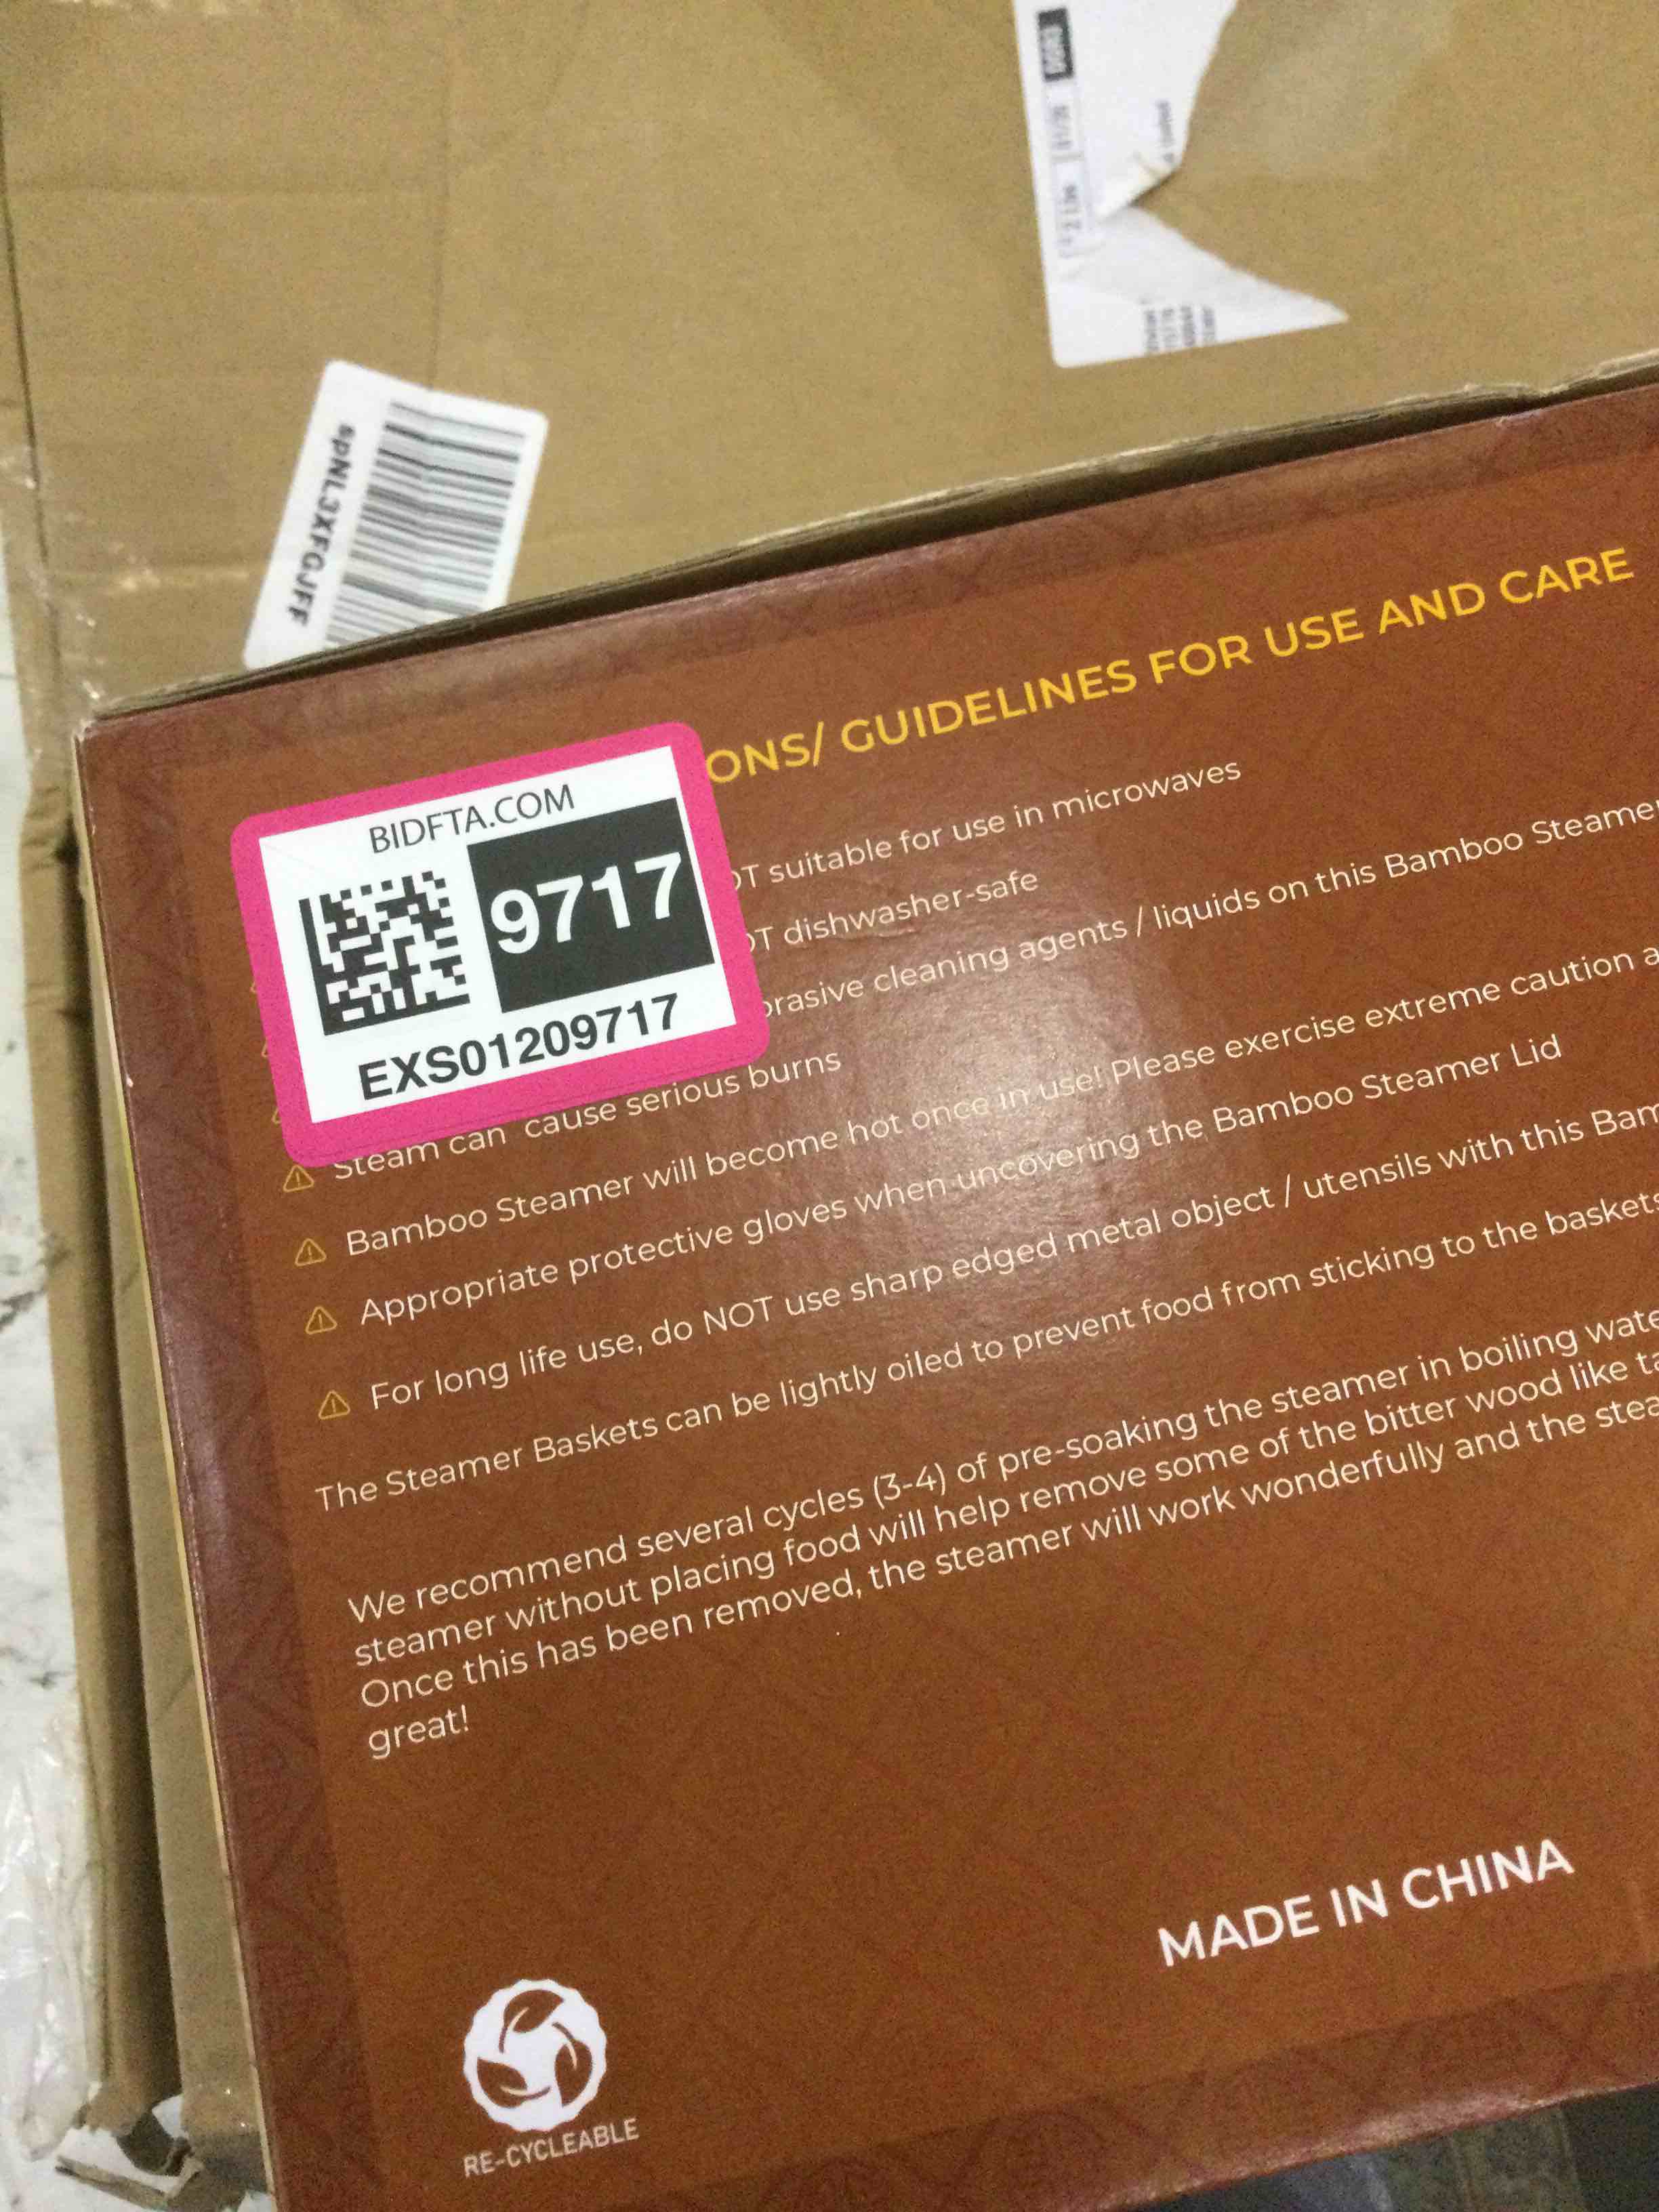 spNL3XFGJFF
ONS/ GUIDELINES FOR USE AND CARE
BIDFTA.COM
9717
EXS01209717
suitable for use in microwaves
dishwasher-safe
cleaning agents / liquids on this Bamboo
Steam can cause serious burns
Bamboo Steamer will become hot once in use! Please exercise extreme caution
Appropriate protective gloves when uncovering the Bamboo Steamer Lid
For long life use, do NOT use sharp edged metal object / utensils with this
The Steamer Baskets can be lightly oiled to prevent food from sticking to the baskets
We recommend several cycles (3-4) of pre-soaking the steamer in boiling
steamer without placing food will help remove some of the bitter wood like
Once this has been removed, the steamer will work wonderfully and the
great!
MADE IN CHINA
RE-CYCLEABLE